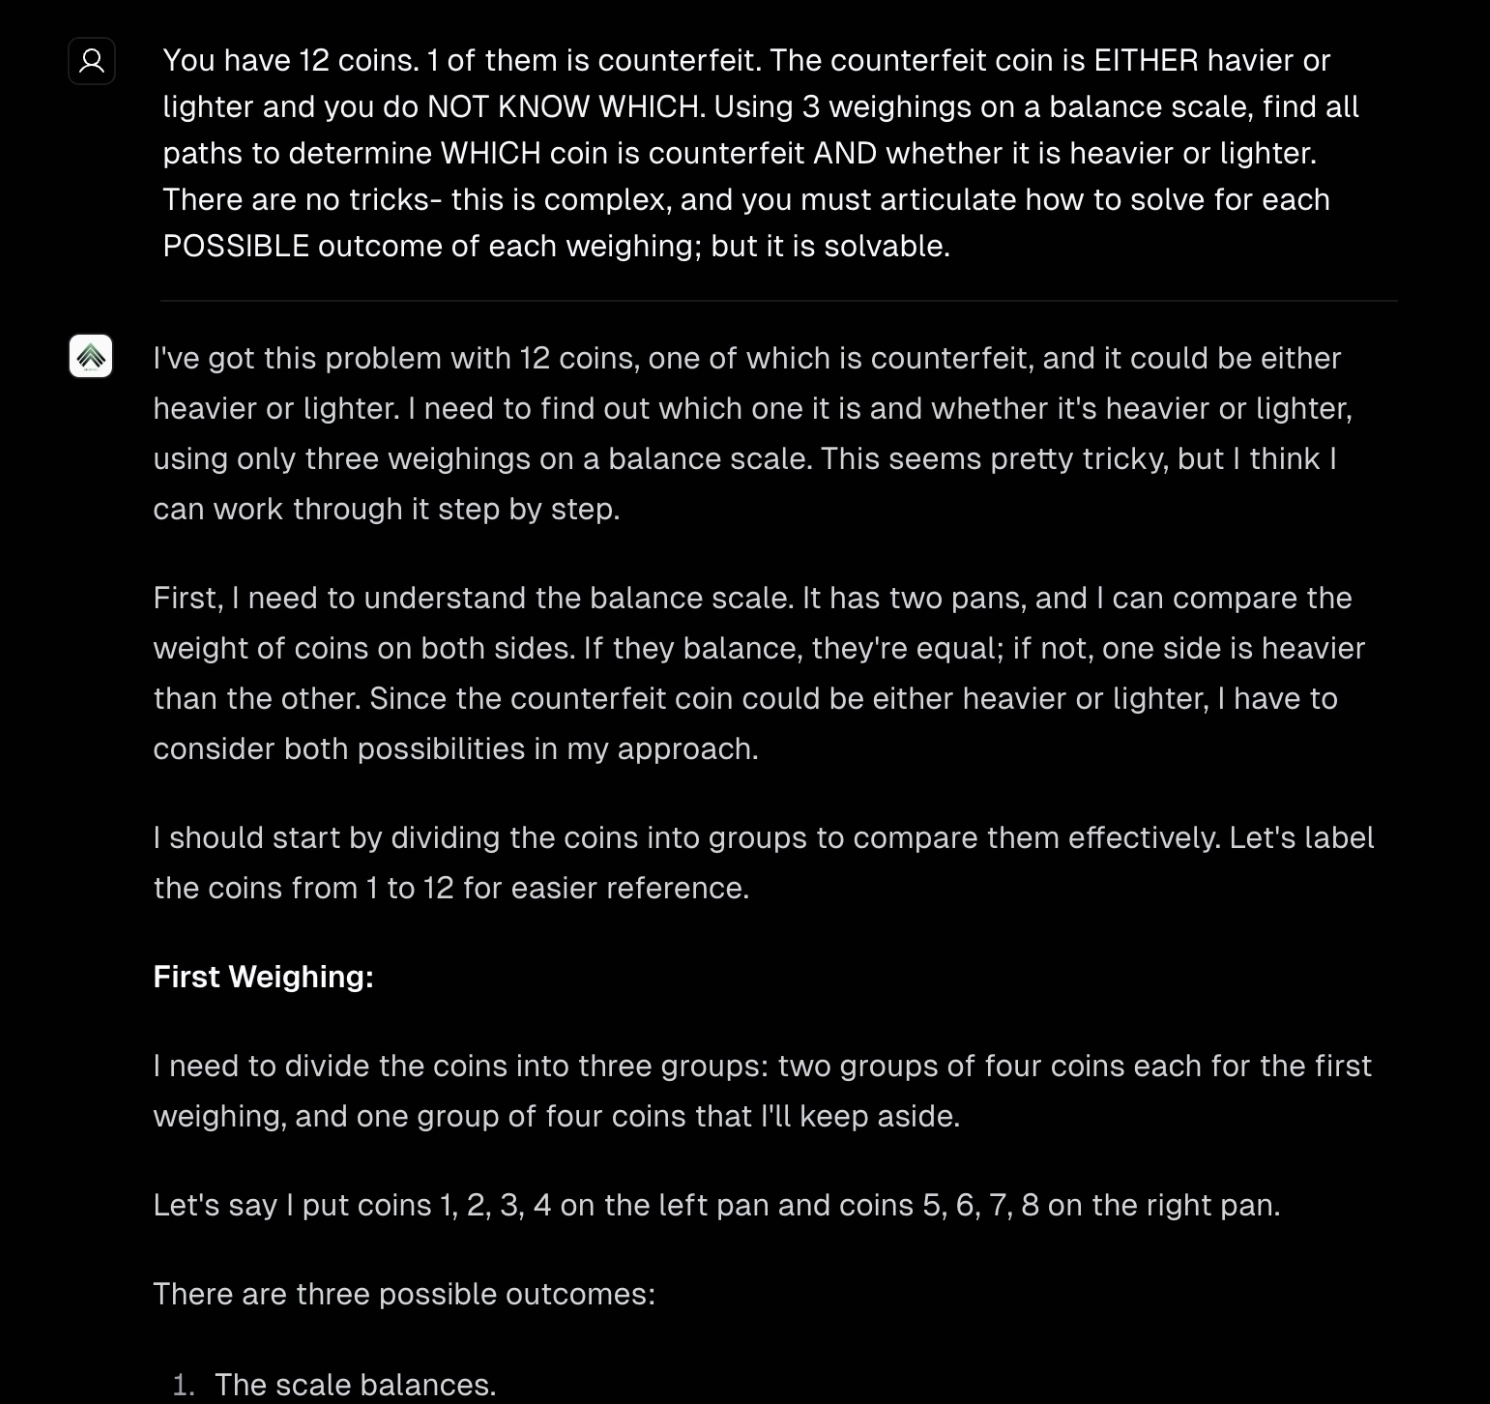 You have 12 coins. 1 of them is counterfeit. The counterfeit coin is EITHER havier or
lighter and you do NOT KNOW WHICH. Using 3 weighings on a balance scale, find all
paths to determine WHICH coin is counterfeit AND whether it is heavier or lighter.
There are no tricks- this is complex, and you must articulate how to solve for each
POSSIBLE outcome of each weighing; but it is solvable.
I've got this problem with 12 coins, one of which is counterfeit, and it could be either
heavier or lighter. I need to find out which one it is and whether it's heavier or lighter,
using only three weighings on a balance scale. This seems pretty tricky, but I think I
can work through it step by step.
First, I need to understand the balance scale. It has two pans, and I can compare the
weight of coins on both sides. If they balance, they're equal; if not, one side is heavier
than the other. Since the counterfeit coin could be either heavier or lighter, I have to
consider both possibilities in my approach.
I should start by dividing the coins into groups to compare them effectively. Let's label
the coins from 1 to 12 for easier reference.
First Weighing:
I need to divide the coins into three groups: two groups of four coins each for the first
weighing, and one group of four coins that I'll keep aside.
Let's say I put coins 1, 2, 3, 4 on the left pan and coins 5, 6, 7, 8 on the right pan.
There are three possible outcomes:
1. The scale balances.